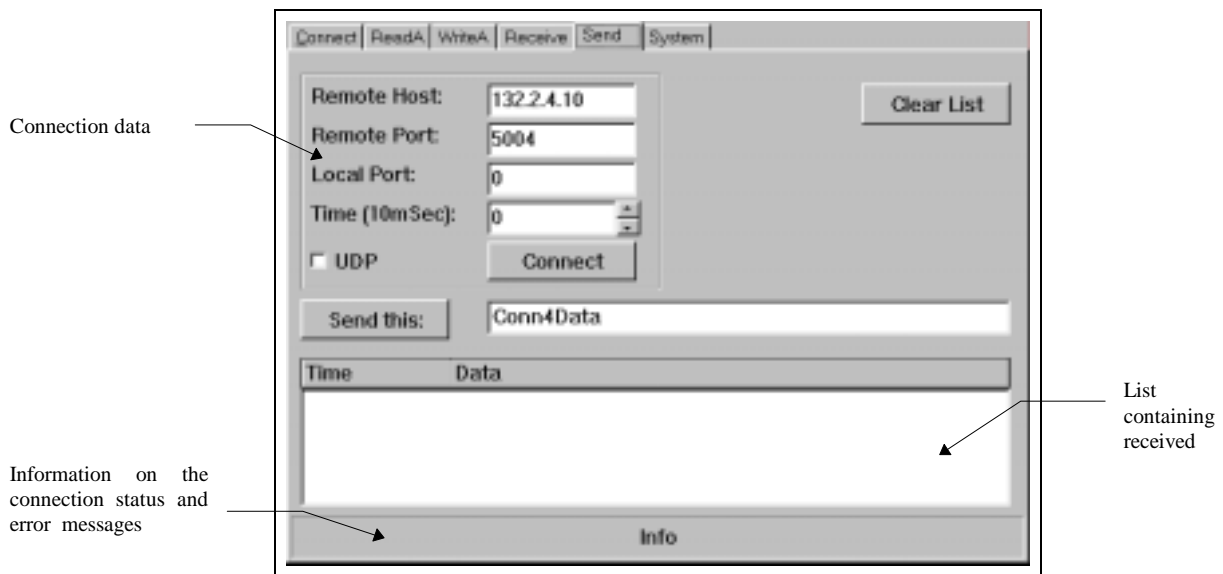 Connect ReadA WriteA Receive Send System
Remote Host: 132.2.4.10
Clear List
Connection data
Remote Port: 5004
Local Port: 0
Time (10mSec): 0
UDP Connect
Send this: Conn4Data
Time Data
List
containing
received
Information on the
connection status and
error messages
Info